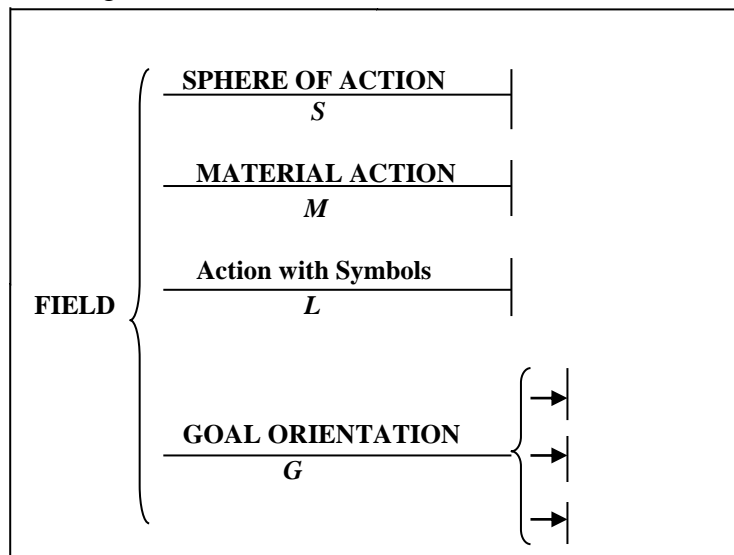 SPHERE OF ACTION
S
MATERIAL ACTION
M
Action with Symbols
L
FIELD
GOAL ORIENTATION
G